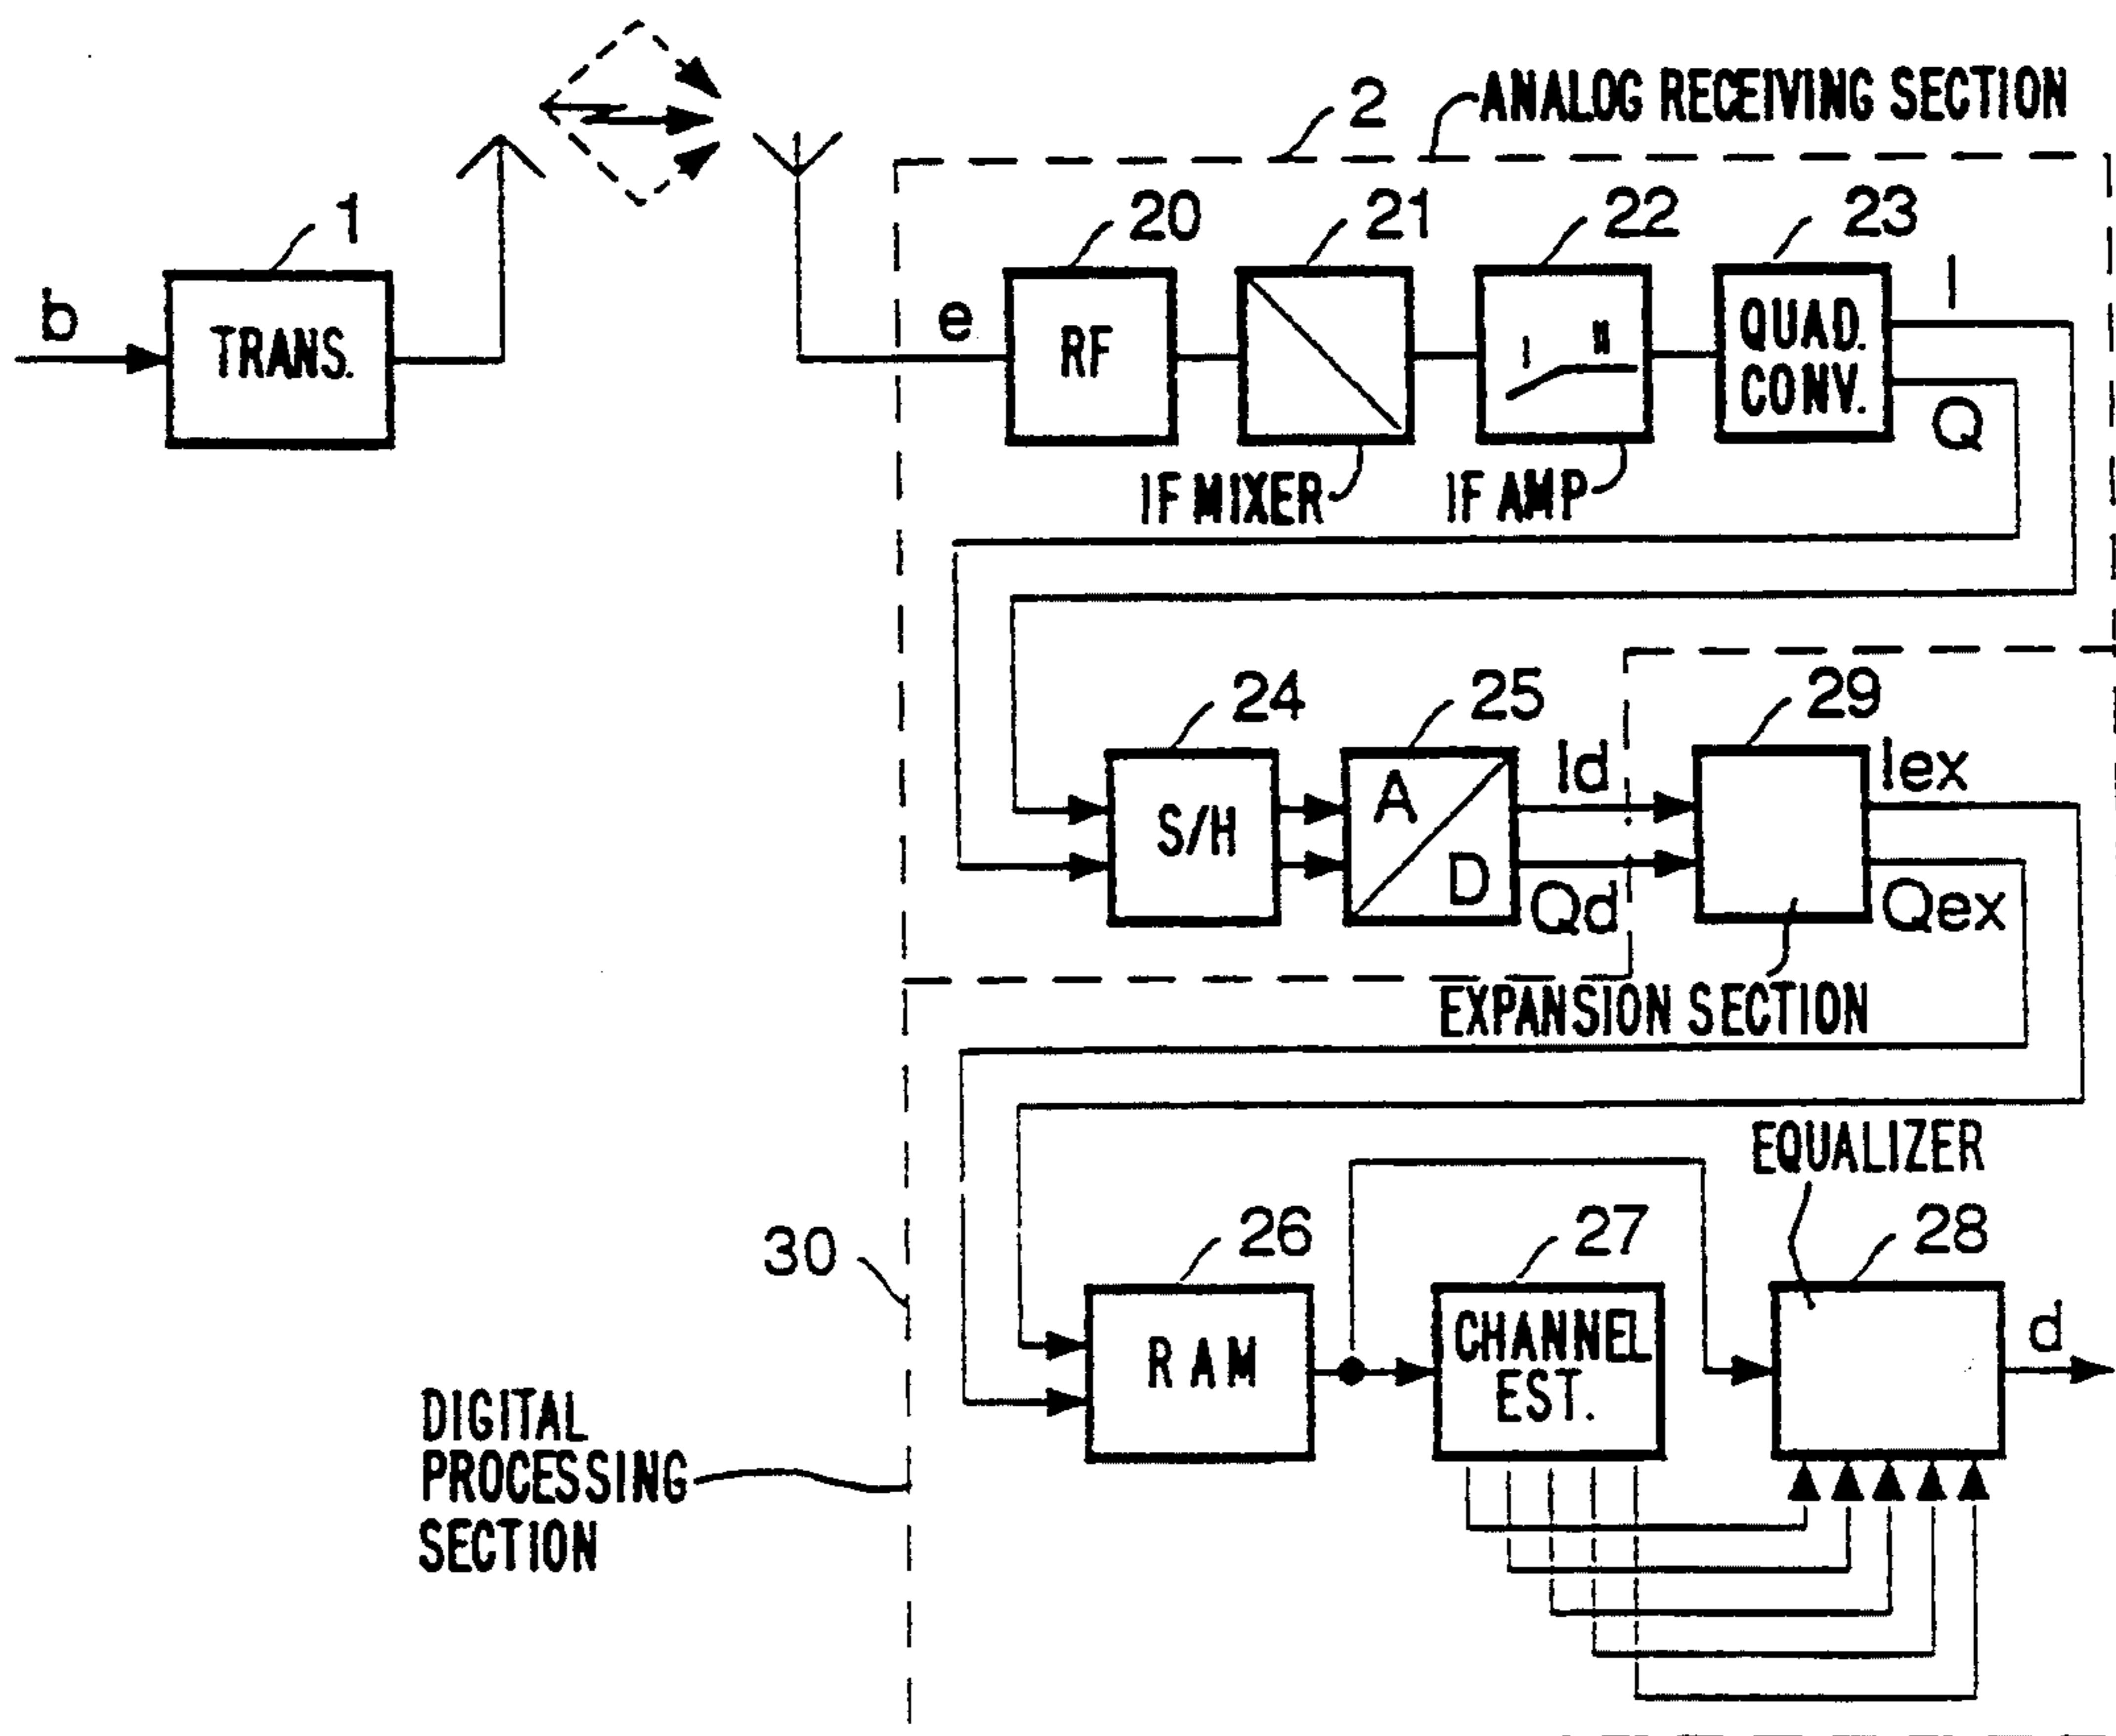 2
ANALOG RECEIVING SECTION
1
20
21
22
23
b
TRANS.
e
RF
I
II
QUAD.
CONV.
I
Q
IF MIXER
IF AMP
24
25
29
S/H
A
D
Id
Qd
Iex
Qex
EXPANSION SECTION
EQUALIZER
30
26
27
28
RAM
CHANNEL
EST.
d
DIGITAL
PROCESSING
SECTION